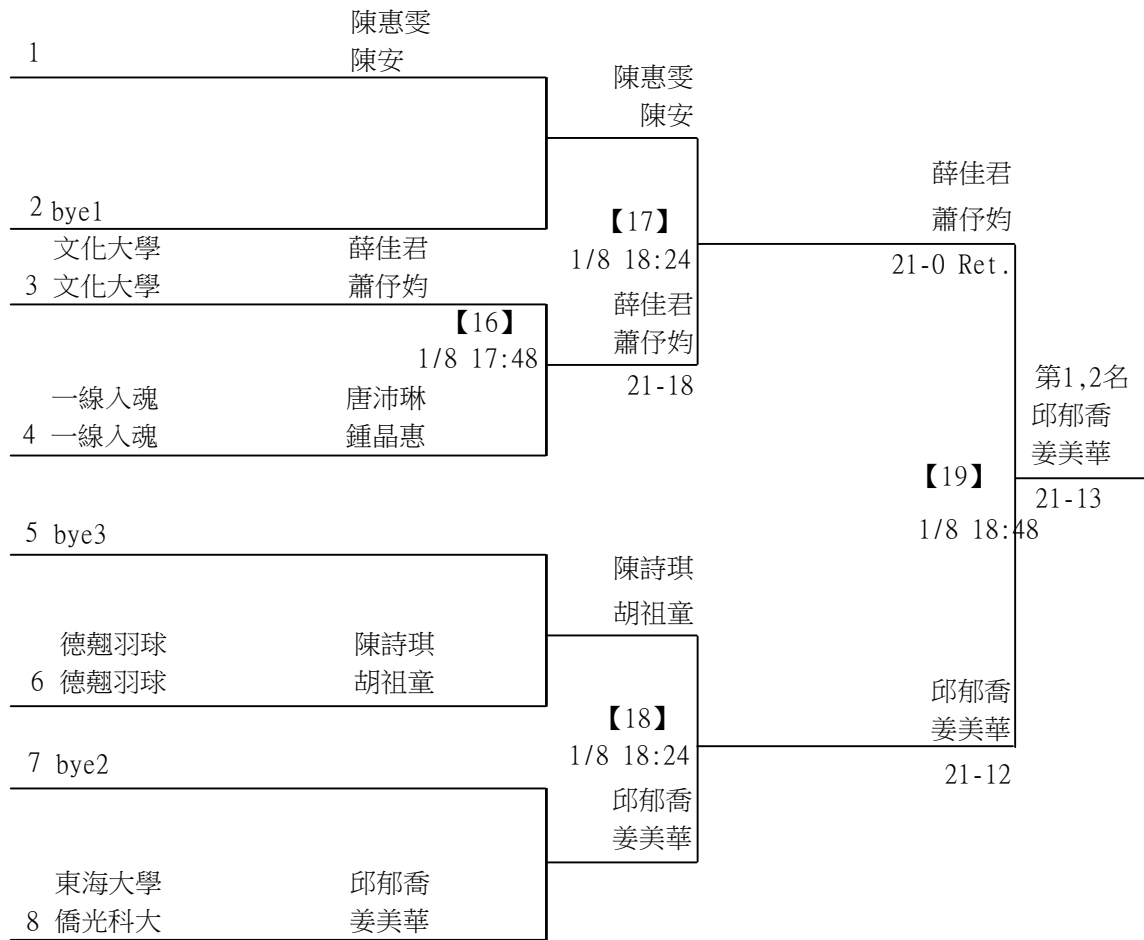 陳惠雯
1 陳安
陳惠雯
陳安
2 bye1
薛佳君
蕭伃妁
【17】
1/8 18:24
21-0 Ret.
文化大學 薛佳君
3 文化大學 蕭伃妁
薛佳君
蕭伃妁
21-18
【16】
1/8 17:48
一線入魂 唐沛琳
4 一線入魂 鍾晶惠
第1,2名
邱郁喬
姜美華
21-13
【19】
1/8 18:48
5 bye3
陳詩琪
胡祖童
德翹羽球 陳詩琪
6 德翹羽球 胡祖童
【18】
1/8 18:24
邱郁喬
姜美華
21-12
7 bye2
邱郁喬
姜美華
東海大學 邱郁喬
8 僑光科大 姜美華